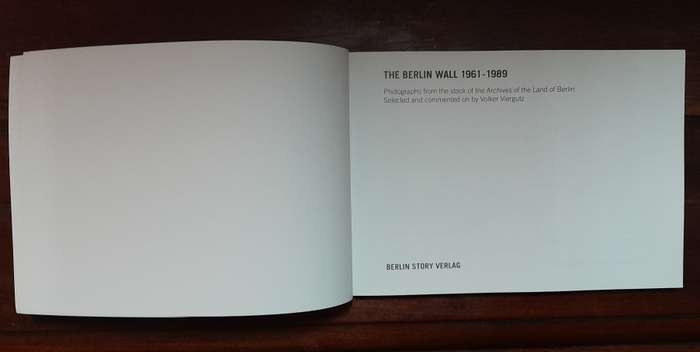 THE BERLIN WALL 1961-1989
Photographs from the stock of the Archives of the Land of Berlin
Selected and commented on by Volker Viergutz
BERLIN STORY VERLAG